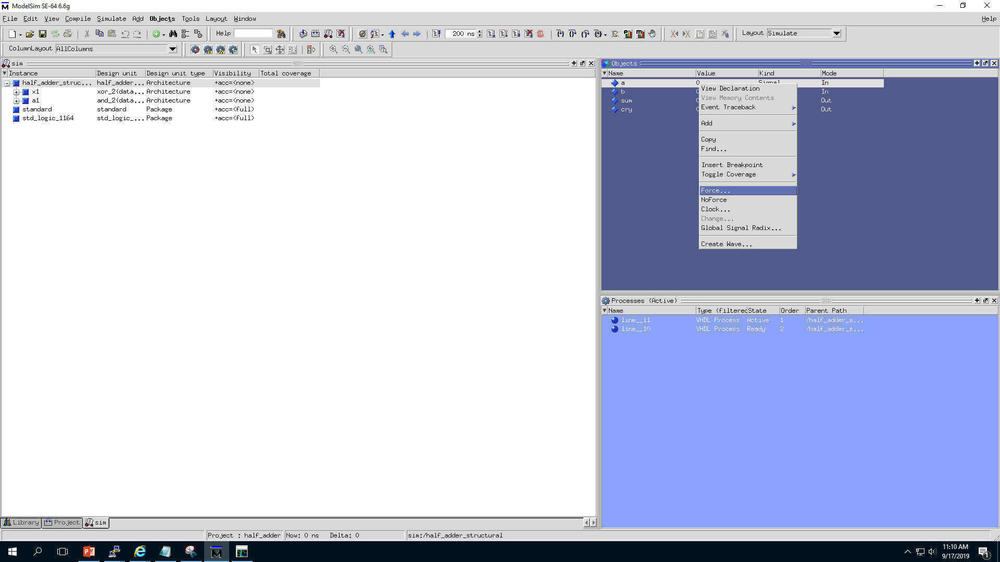 ModelSim SE-64 6.6g
File Edit View Compile Simulate Add Objects Tools Layout Window Help
Help 200 ns Layout Simulate
ColumnLayout AllColumns
sim
Instance Design unit Design unit type Visibility Total coverage
half_adder_struc... half_adder... Architecture +acc=<none>
x1 xor_2(data... Architecture +acc=<none>
a1 and_2(data... Architecture +acc=<none>
standard standard Package +acc=<full>
std_logic_1164 std_logic_... Package +acc=<full>
Objects
Name Value Kind Mode
a 0 Signal In
b In
sum Out
cry Out
View Declaration
View Memory Contents
Event Traceback
Add
Copy
Find...
Insert Breakpoint
Toggle Coverage
Force...
NoForce
Clock...
Change...
Global Signal Radix...
Create Wave...
Processes (Active)
Name Type (filtered State Order Parent Path
line__11 VHDL Process Active 1 /half_adder_s...
line__10 VHDL Process Ready 2 /half_adder_s...
Library Project sim
Project : half_adder Now: 0 ns Delta: 0 sim:/half_adder_structural
11:10 AM
9/17/2019
1